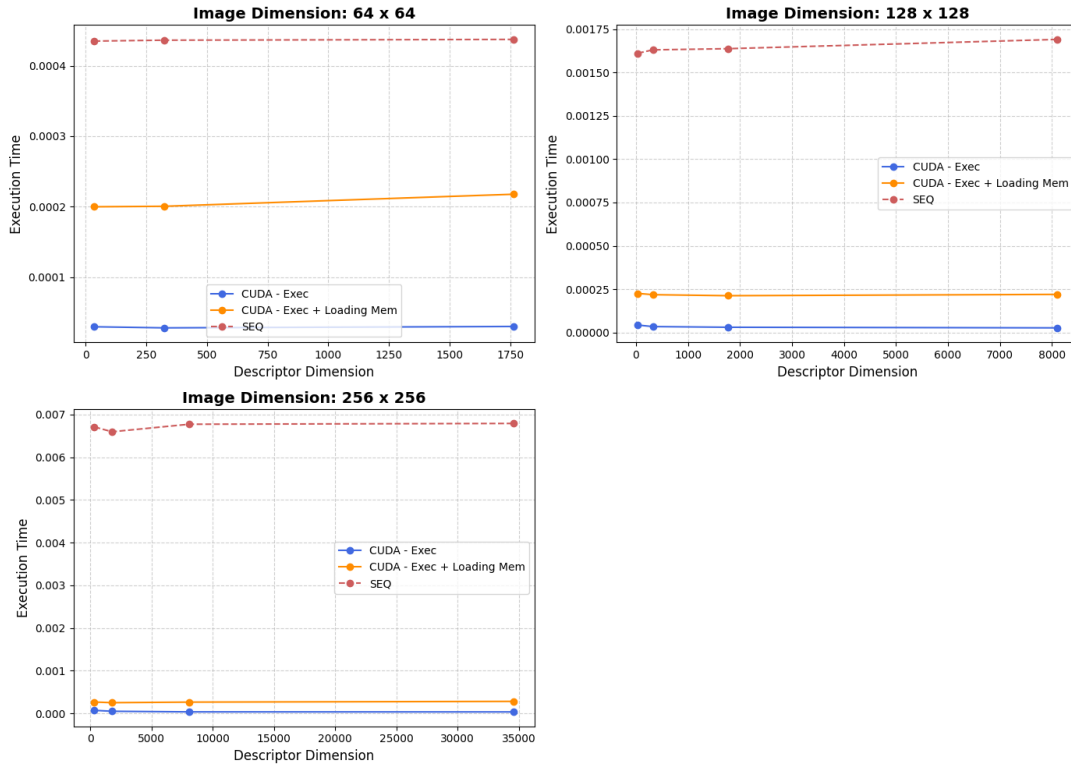 Image Dimension: 64 x 64
Execution Time
0.0004
0.0003
0.0002
0.0001
CUDA - Exec
CUDA - Exec + Loading Mem
SEQ
0 250 500 750 1000 1250 1500 1750
Descriptor Dimension
Image Dimension: 128 x 128
Execution Time
0.00175
0.00150
0.00125
0.00100
0.00075
0.00050
0.00025
0.00000
CUDA - Exec
CUDA - Exec + Loading Mem
SEQ
0 1000 2000 3000 4000 5000 6000 7000 8000
Descriptor Dimension
Image Dimension: 256 x 256
Execution Time
0.007
0.006
0.005
0.004
0.003
0.002
0.001
0.000
CUDA - Exec
CUDA - Exec + Loading Mem
SEQ
0 5000 10000 15000 20000 25000 30000 35000
Descriptor Dimension